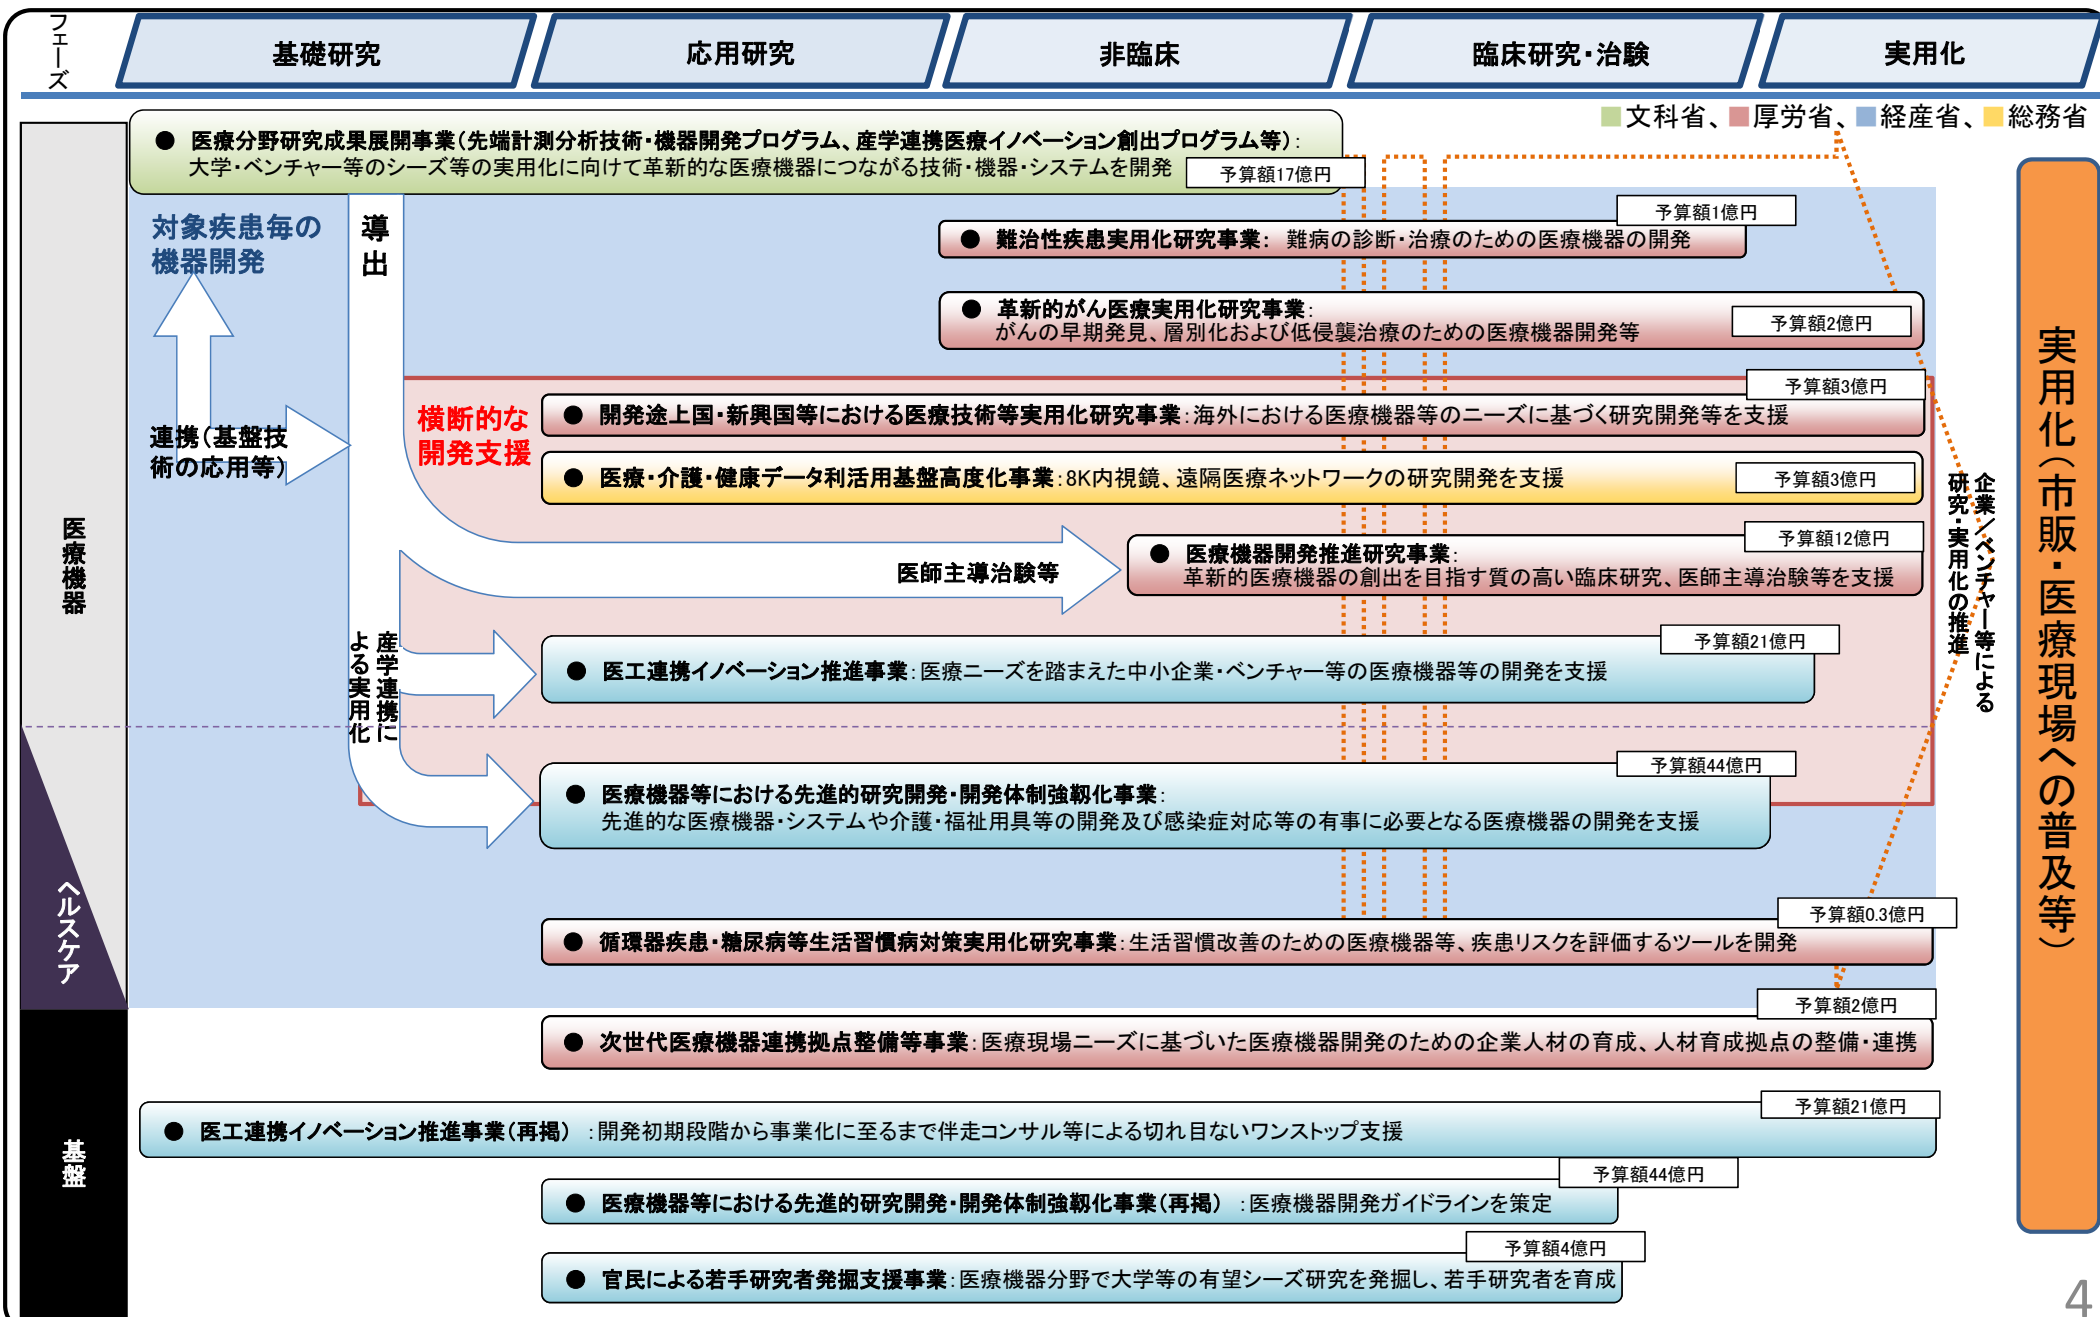 フェーズ
基礎研究
応用研究
非臨床
臨床研究・治験
実用化
■文科省、■厚労省、■経産省、■総務省
● 医療分野研究成果展開事業（先端計測分析技術・機器開発プログラム、産学連携医療イノベーション創出プログラム等）:
大学・ベンチャー等のシーズ等の実用化に向けて革新的な医療機器につながる技術・機器・システムを開発
予算額17億円
対象疾患毎の
機器開発
導出
予算額1億円
● 難治性疾患実用化研究事業: 難病の診断・治療のための医療機器の開発
● 革新的がん医療実用化研究事業:
がんの早期発見、層別化および低侵襲治療のための医療機器開発等
予算額2億円
連携（基盤技
術の応用等）
横断的な
開発支援
予算額3億円
● 開発途上国・新興国等における医療技術等実用化研究事業:海外における医療機器等のニーズに基づく研究開発等を支援
● 医療・介護・健康データ利活用基盤高度化事業:8K内視鏡、遠隔医療ネットワークの研究開発を支援
予算額3億円
医療機器
医師主導治験等
予算額12億円
● 医療機器開発推進研究事業:
革新的医療機器の創出を目指す質の高い臨床研究、医師主導治験等を支援
産学連携に
よる実用化
予算額21億円
● 医工連携イノベーション推進事業:医療ニーズを踏まえた中小企業・ベンチャー等の医療機器等の開発を支援
企業／ベンチャー等による
研究・実用化の推進
実用化（市販・医療現場への普及等）
予算額44億円
● 医療機器等における先進的研究開発・開発体制強靱化事業:
先進的な医療機器・システムや介護・福祉用具等の開発及び感染症対応等の有事に必要となる医療機器の開発を支援
ヘルスケア
予算額0.3億円
● 循環器疾患・糖尿病等生活習慣病対策実用化研究事業:生活習慣改善のための医療機器等、疾患リスクを評価するツールを開発
基盤
予算額2億円
● 次世代医療機器連携拠点整備等事業:医療現場ニーズに基づいた医療機器開発のための企業人材の育成、人材育成拠点の整備・連携
予算額21億円
● 医工連携イノベーション推進事業（再掲） :開発初期段階から事業化に至るまで伴走コンサル等による切れ目ないワンストップ支援
予算額44億円
● 医療機器等における先進的研究開発・開発体制強靱化事業（再掲） :医療機器開発ガイドラインを策定
予算額4億円
● 官民による若手研究者発掘支援事業:医療機器分野で大学等の有望シーズ研究を発掘し、若手研究者を育成
4